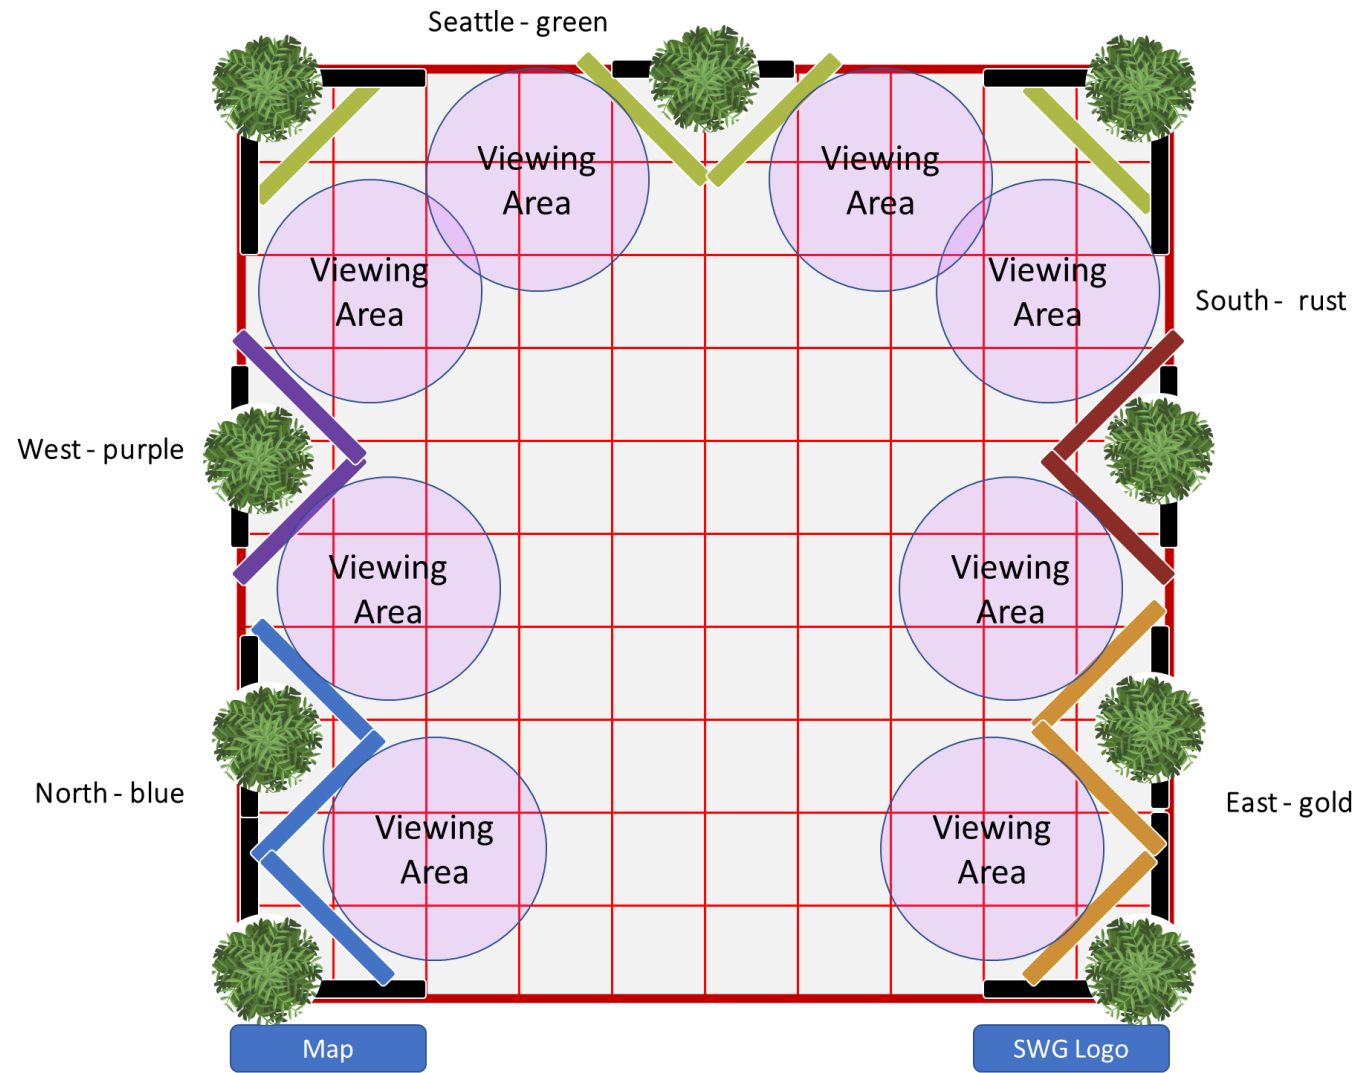 Seattle - green
Viewing
Area
Viewing
Area
Viewing
Area
Viewing
Area
South -  rust
West - purple
Viewing
Area
Viewing
Area
North - blue
East - gold
Viewing
Area
Viewing
Area
Map
SWG Logo